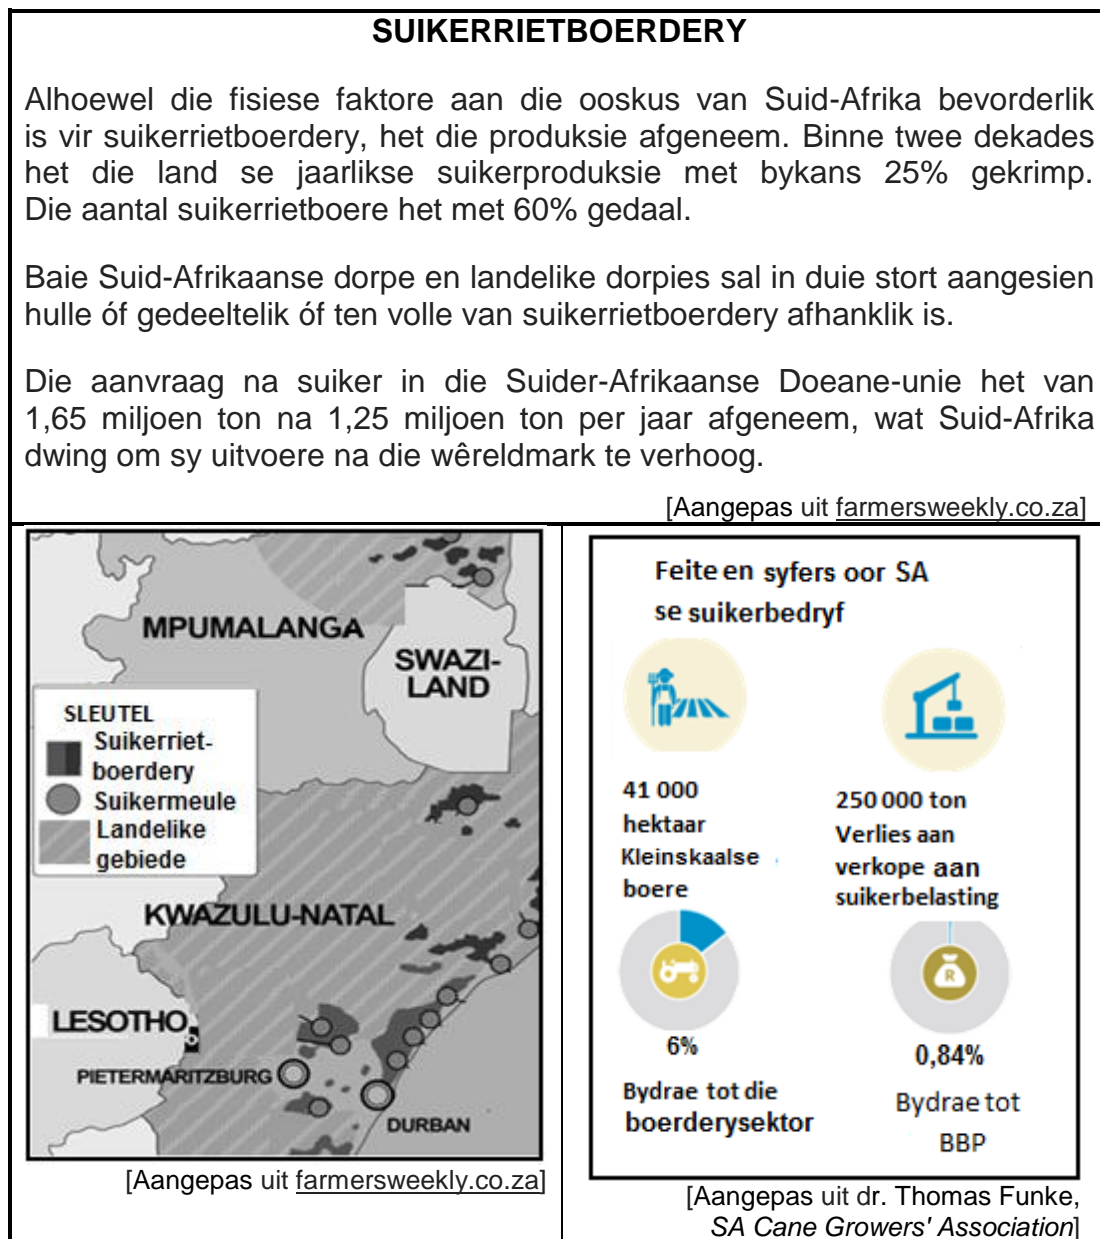 SUIKERRIETBOERDERY
Alhoewel die fisiese faktore aan die ooskus van Suid-Afrika bevorderlik
is vir suikerrietboerdery, het die produksie afgeneem. Binne twee dekades
het die land se jaarlikse suikerproduksie met bykans 25% gekrimp.
Die aantal suikerrietboere het met 60% gedaal.
Baie Suid-Afrikaanse dorpe en landelike dorpies sal in duie stort aangesien
hulle óf gedeeltelik óf ten volle van suikerrietboerdery afhanklik is.
Die aanvraag na suiker in die Suider-Afrikaanse Doeane-unie het van
1,65 miljoen ton na 1,25 miljoen ton per jaar afgeneem, wat Suid-Afrika
dwing om sy uitvoere na die wêreldmark te verhoog.
[Aangepas uit farmersweekly.co.za]
MPUMALANGA
SWAZI-
LAND
SLEUTEL
Suikerriet-
boerdery
Suikermeule
Landelike
gebiede
KWAZULU-NATAL
LESOTHO
PIETERMARITZBURG
DURBAN
[Aangepas uit farmersweekly.co.za]
Feite en syfers oor SA
se suikerbedryf
41 000
hektaar
Kleinskaalse
boere
250 000 ton
Verlies aan
verkope aan
suikerbelasting
6%
Bydrae tot die
boerderysektor
R
0,84%
Bydrae tot
BBP
[Aangepas uit dr. Thomas Funke,
SA Cane Growers' Association]